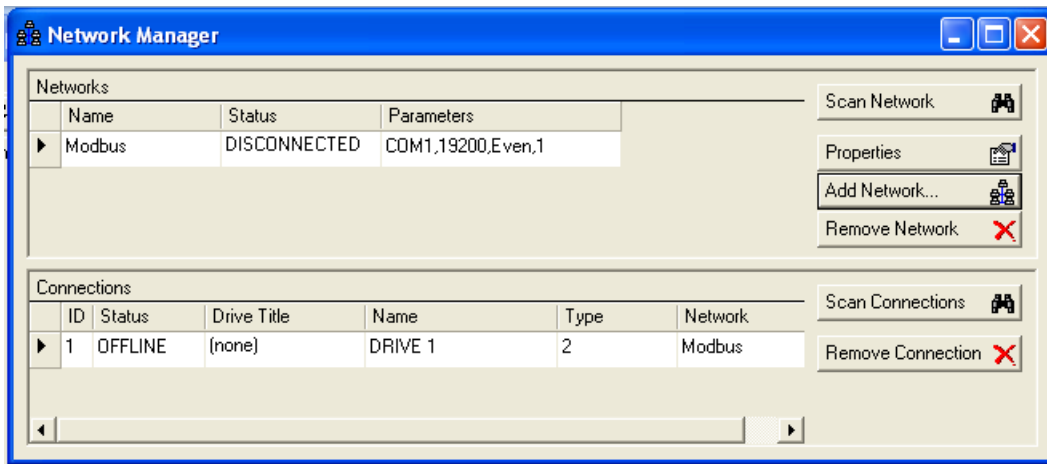 Network Manager
Networks
Scan Network
Name Status Parameters
Modbus DISCONNECTED COM1,19200,Even,1
Properties
Add Network...
Remove Network
Connections
Scan Connections
ID Status Drive Title Name Type Network
1 OFFLINE (none) DRIVE 1 2 Modbus
Remove Connection